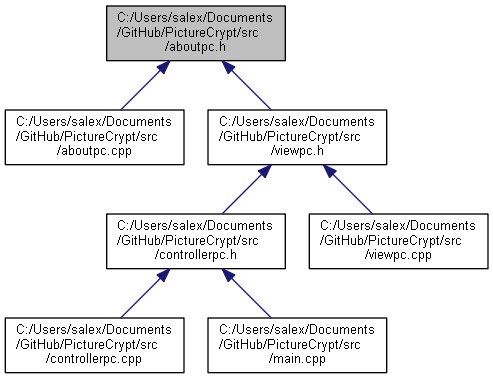 C:/Users/salex/Documents
/GitHub/PictureCrypt/src
/aboutpc.h
C:/Users/salex/Documents
/GitHub/PictureCrypt/src
/aboutpc.cpp
C:/Users/salex/Documents
/GitHub/PictureCrypt/src
/viewpc.h
C:/Users/salex/Documents
/GitHub/PictureCrypt/src
/controllerpc.h
C:/Users/salex/Documents
/GitHub/PictureCrypt/src
/viewpc.cpp
C:/Users/salex/Documents
/GitHub/PictureCrypt/src
/controllerpc.cpp
C:/Users/salex/Documents
/GitHub/PictureCrypt/src
/main.cpp